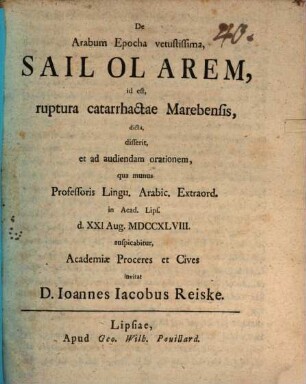 De
40.
Arabum Epocha vetustissima,
SAIL OL AREM,
id est,
ruptura catarrhactae Marebensis,
dicta,
disserit,
et ad audiendam orationem,
qua munus
Professoris Lingu. Arabic. Extraord.
in Acad. Lips.
d. XXI Aug. MDCCXLVIII.
auspicabitur,
Academiæ Proceres et Cives
invitat
D. Ioannes Iacobus Reiske.
Lipsiae,
Apud Geo. Wilh. Pouillard.